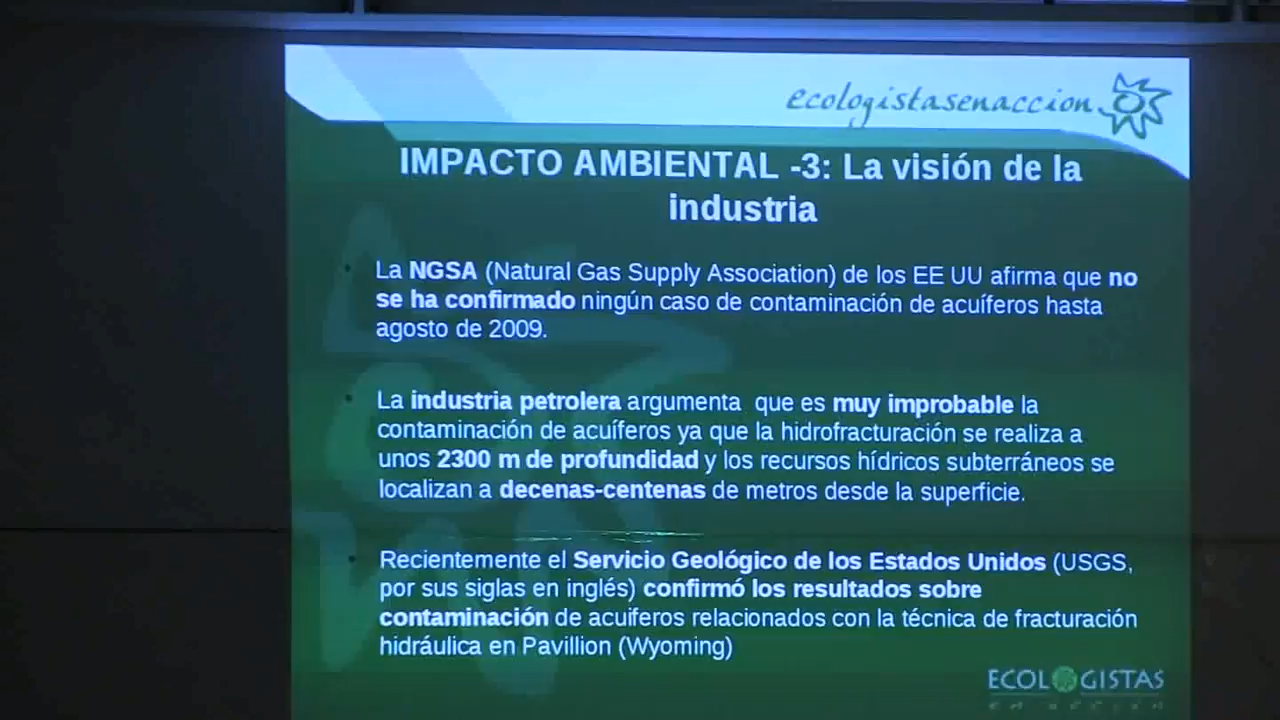 ecologistasenaccion
IMPACTO AMBIENTAL -3: La visión de la
industria
La NGSA (Natural Gas Supply Association) de los EE UU afirma que no
se ha confirmado ningún caso de contaminación de acuíferos hasta
agosto de 2009.
La industria petrolera argumenta que es muy improbable la
contaminación de acuíferos ya que la hidrofracturación se realiza a
unos 2300 m de profundidad y los recursos hídricos subterráneos se
localizan a decenas-centenas de metros desde la superficie.
Recientemente el Servicio Geológico de los Estados Unidos (USGS,
por sus siglas en inglés) confirmó los resultados sobre
contaminación de acuiferos relacionados con la técnica de fracturación
hidráulica en Pavillion (Wyoming)
ECOLOGISTAS
en acción